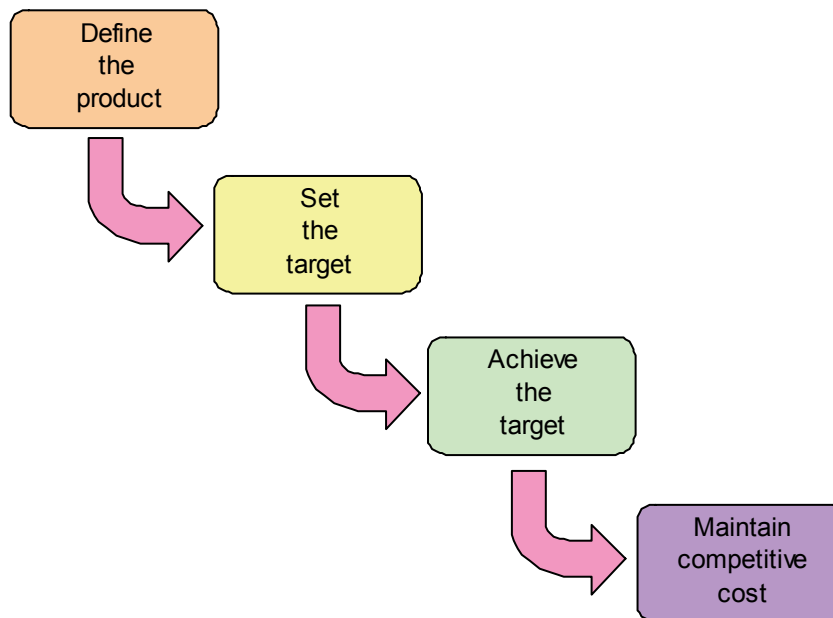 Define
the
product
Set
the
target
Achieve
the
target
Maintain
competitive
cost